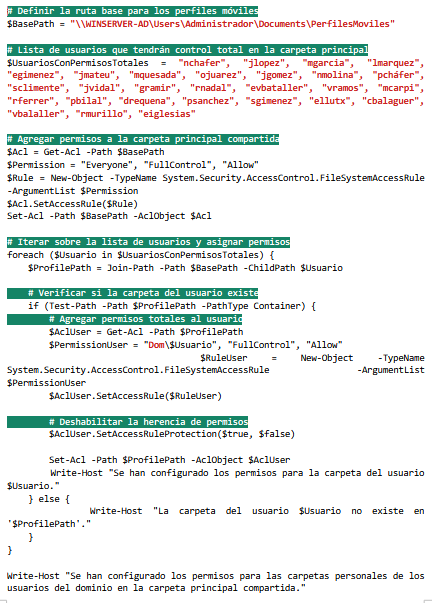 # Definir la ruta base para los perfiles móviles
$BasePath = "\\WINSERVER-AD\Users\Administrador\Documents\PerfilesMoviles"
# Lista de usuarios que tendrán control total en la carpeta principal
$UsuariosConPermisosTotales = "nchafer", "jlopez", "mgarcia", "lmarquez",
"egimenez", "jmateu", "mquesada", "ojuarez", "jgomez", "nmolina", "pcháfer",
"sclimente", "jvidal", "gramir", "rnadal", "evbataller", "vramos", "mcarpi",
"rferrer", "pbilal", "drequena", "psanchez", "sgimenez", "ellutx", "cbalaguer",
"vbalaller", "rmurillo", "eiglesias"
# Agregar permisos a la carpeta principal compartida
$Acl = Get-Acl -Path $BasePath
$Permission = "Everyone", "FullControl", "Allow"
$Rule = New-Object -TypeName System.Security.AccessControl.FileSystemAccessRule
-ArgumentList $Permission
$Acl.SetAccessRule($Rule)
Set-Acl -Path $BasePath -AclObject $Acl
# Iterar sobre la lista de usuarios y asignar permisos
foreach ($Usuario in $UsuariosConPermisosTotales) {
$ProfilePath = Join-Path -Path $BasePath -ChildPath $Usuario
# Verificar si la carpeta del usuario existe
if (Test-Path -Path $ProfilePath -PathType Container) {
# Agregar permisos totales al usuario
$AclUser = Get-Acl -Path $ProfilePath
$PermissionUser = "Dom\$Usuario", "FullControl", "Allow"
$RuleUser = New-Object -TypeName
System.Security.AccessControl.FileSystemAccessRule -ArgumentList
$PermissionUser
$AclUser.SetAccessRule($RuleUser)
# Deshabilitar la herencia de permisos
$AclUser.SetAccessRuleProtection($true, $false)
Set-Acl -Path $ProfilePath -AclObject $AclUser
Write-Host "Se han configurado los permisos para la carpeta del usuario
$Usuario."
} else {
Write-Host "La carpeta del usuario $Usuario no existe en
'$ProfilePath'."
}
}
Write-Host "Se han configurado los permisos para las carpetas personales de los
usuarios del dominio en la carpeta principal compartida."